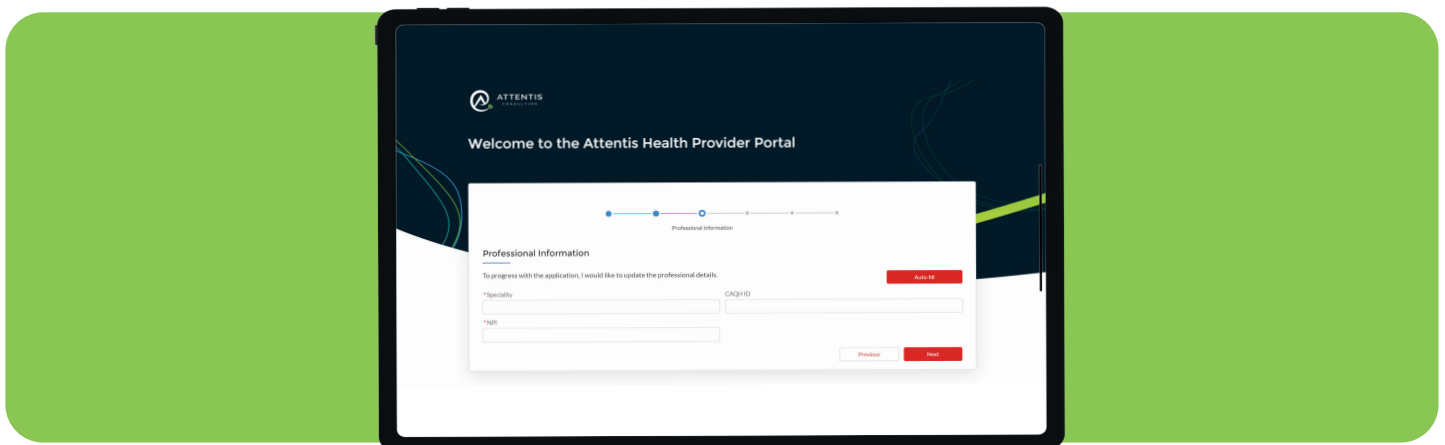 ATTENTIS
CONSULTING
Welcome to the Attentis Health Provider Portal
Professional Information
Professional Information
To progress with the application, I would like to update the professional details.
Auto-fill
*Speciality
CAQH ID
*NPI
Previous
Next